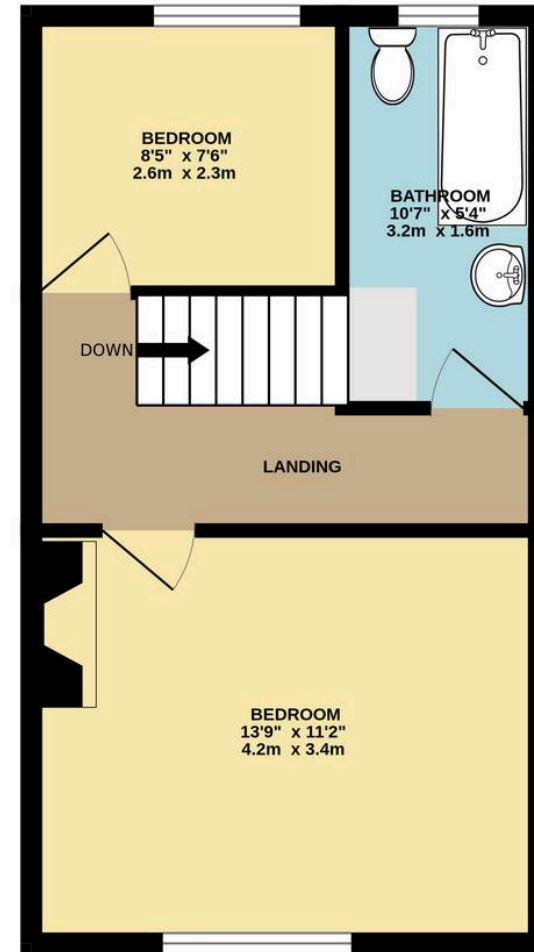 BEDROOM
8'5" x 7'6"
2.6m x 2.3m
BATHROOM
10'7" x 5'4"
3.2m x 1.6m
DOWN
LANDING
BEDROOM
13'9" x 11'2"
4.2m x 3.4m